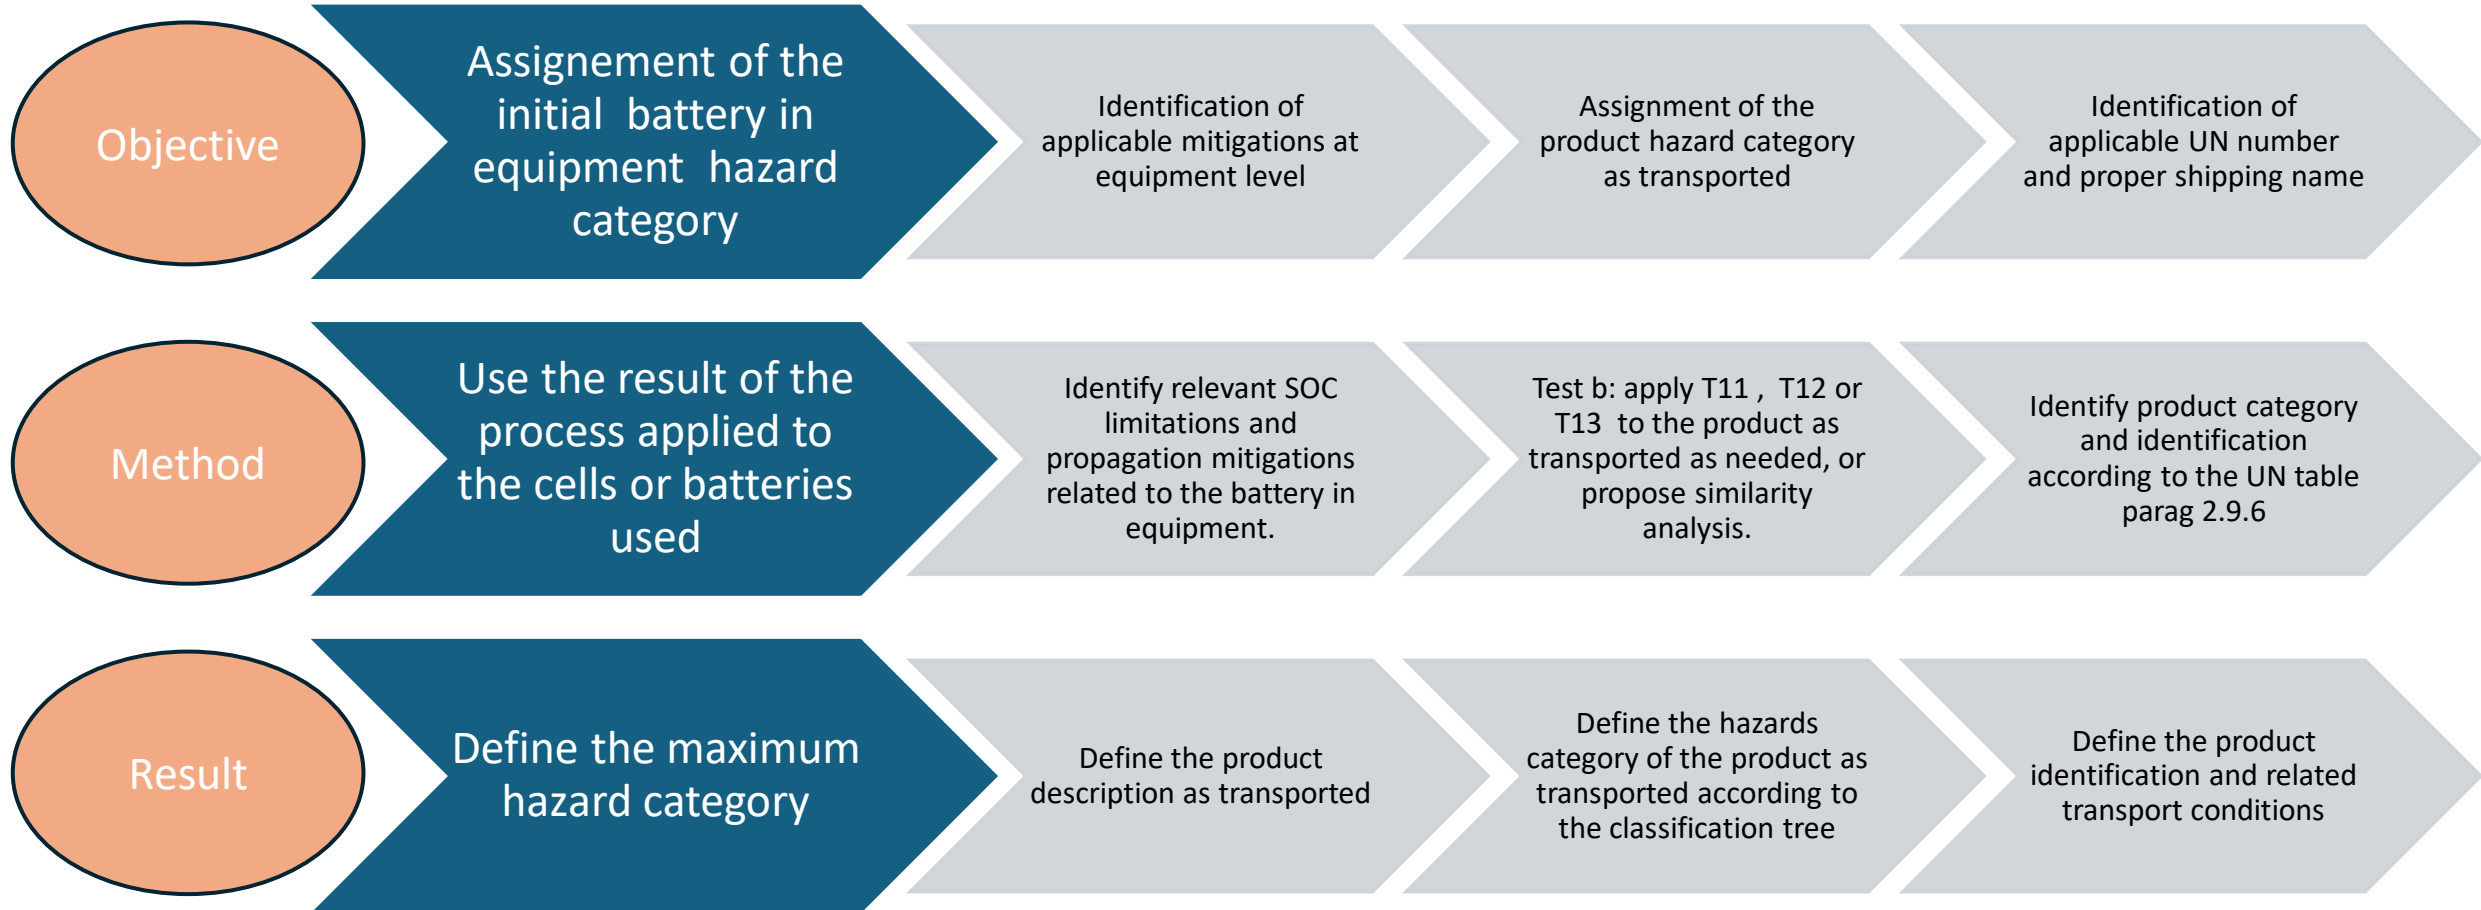 Objective
Assignement of the
initial  battery in
equipment  hazard
category
Identification of
applicable mitigations at
equipment level
Assignment of the
product hazard category
as transported
Identification of
applicable UN number
and proper shipping name
Method
Use the result of the
process applied to
the cells or batteries
used
Identify relevant SOC
limitations and
propagation mitigations
related to the battery in
equipment.
Test b: apply T11 ,  T12 or
T13  to the product as
transported as needed, or
propose similarity
analysis.
Identify product category
and identification
according to the UN table
parag 2.9.6
Result
Define the maximum
hazard category
Define the product
description as transported
Define the hazards
category of the product as
transported according to
the classification tree
Define the product
identification and related
transport conditions